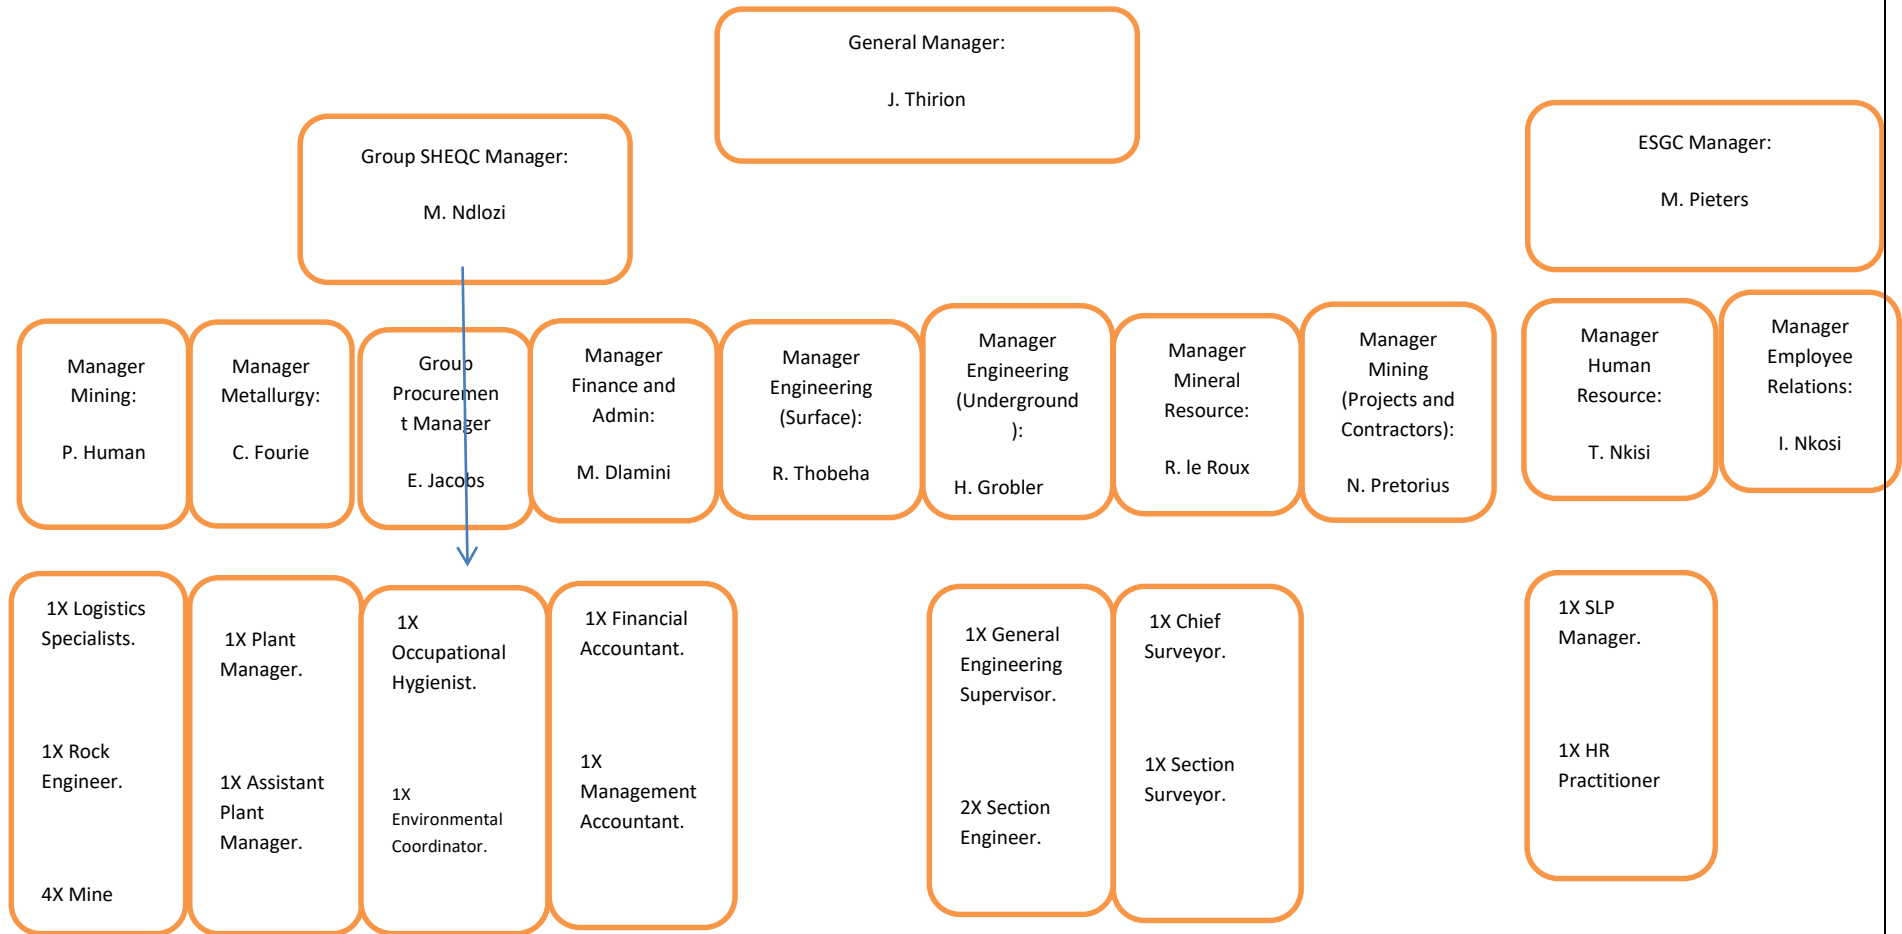 General Manager:
J. Thirion
Group SHEQC Manager:
M. Ndlozi
ESGC Manager:
M. Pieters
Manager
Mining:
P. Human
Manager
Metallurgy:
C. Fourie
Group
Procuremen
t Manager
E. Jacobs
Manager
Finance and
Admin:
M. Dlamini
Manager
Engineering
(Surface):
R. Thobeha
Manager
Engineering
(Underground
):
H. Grobler
Manager
Mineral
Resource:
R. le Roux
Manager
Mining
(Projects and
Contractors):
N. Pretorius
Manager
Human
Resource:
T. Nkisi
Manager
Employee
Relations:
I. Nkosi
1X Logistics
Specialists.
1X Rock
Engineer.
4X Mine
1X Plant
Manager.
1X Assistant
Plant
Manager.
1X
Occupational
Hygienist.
1X
Environmental
Coordinator.
1X Financial
Accountant.
1X
Management
Accountant.
1X General
Engineering
Supervisor.
2X Section
Engineer.
1X Chief
Surveyor.
1X Section
Surveyor.
1X SLP
Manager.
1X HR
Practitioner